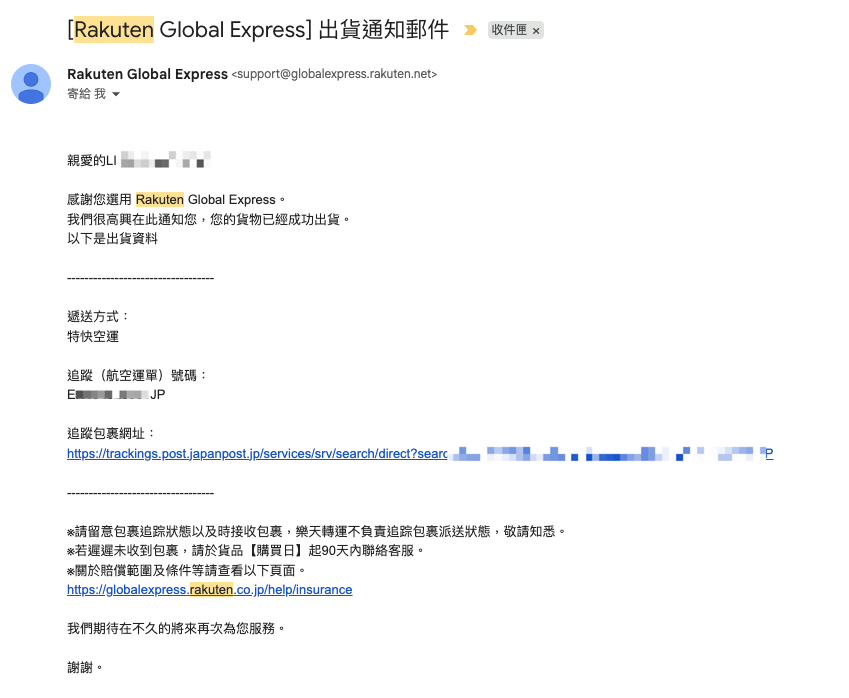 [Rakuten Global Express] 出貨通知郵件 收件匣 ×
Rakuten Global Express <support@globalexpress.rakuten.net>
寄給 我
親愛的LI
感謝您選用 Rakuten Global Express。
我們很高興在此通知您，您的貨物已經成功出貨。
以下是出貨資料
----------------------------------
遞送方式：
特快空運
追蹤（航空運單）號碼：
E JP
追蹤包裹網址：
https://trackings.post.japanpost.jp/services/srv/search/direct?searc P
----------------------------------
※請留意包裹追踪狀態以及時接收包裹，樂天轉運不負責追踪包裹派送狀態，敬請知悉。
※若遲遲未收到包裹，請於貨品【購買日】起90天內聯絡客服。
※關於賠償範圍及條件等請查看以下頁面。
https://globalexpress.rakuten.co.jp/help/insurance
我們期待在不久的將來再次為您服務。
謝謝。